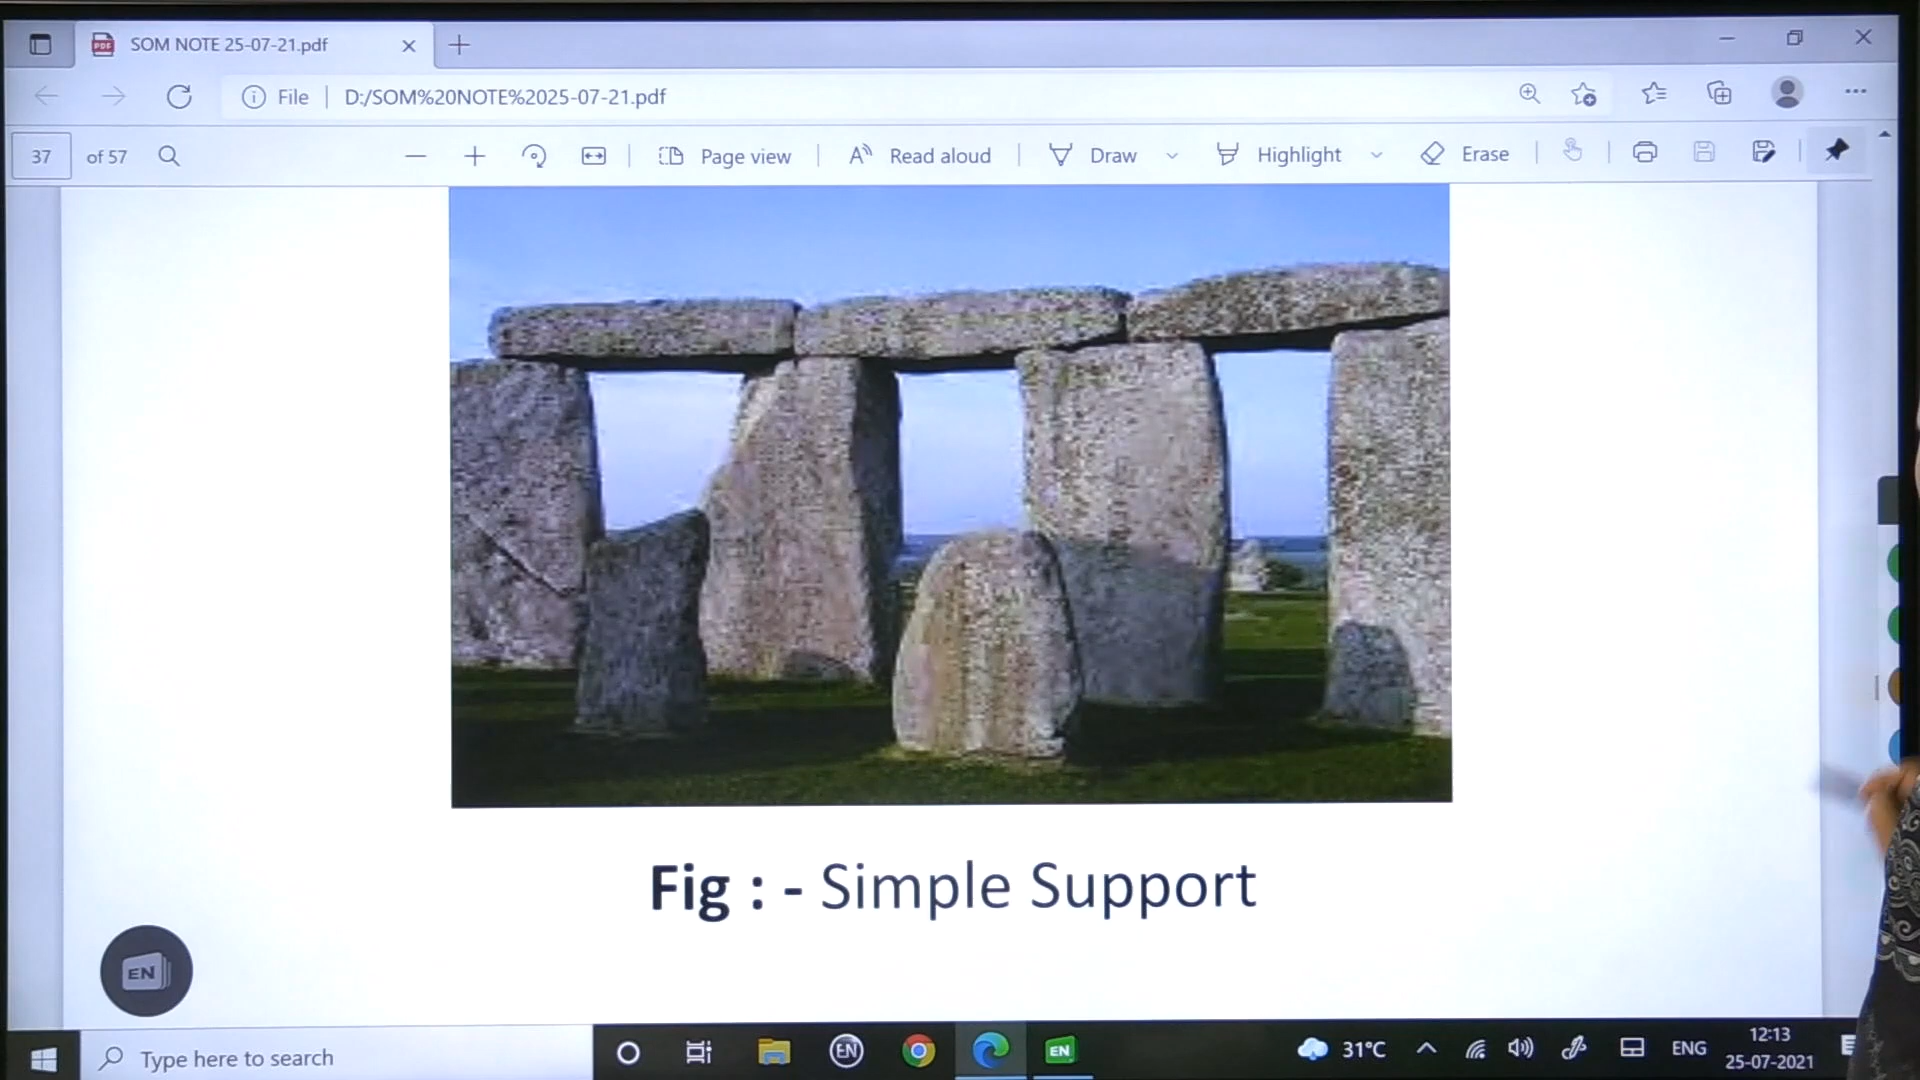 SOM NOTE 25-07-21.pdf
File
D:/SOM%20NOTE%2025-07-21.pdf
37 of 57
Page view
Read aloud
Draw
Highlight
Erase
Fig : - Simple Support
EN
Type here to search
EN
EN
31°C
ENG
12:13
25-07-2021